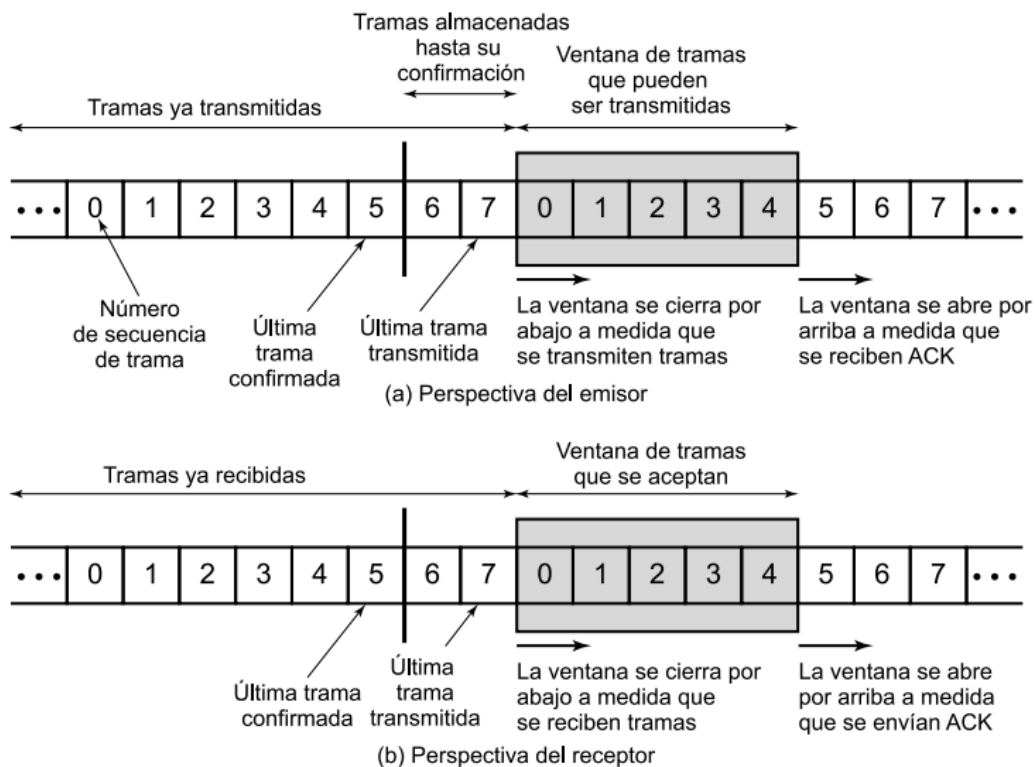 Tramas almacenadas
hasta su
confirmación
Ventana de tramas
que pueden
ser transmitidas
Tramas ya transmitidas
••• 0 1 2 3 4 5 6 7 0 1 2 3 4 5 6 7 •••
Número
de secuencia
de trama
Última
trama
confirmada
Última trama
transmitida
La ventana se cierra por
abajo a medida que
se transmiten tramas
La ventana se abre por
arriba a medida que
se reciben ACK
(a) Perspectiva del emisor
Tramas ya recibidas
Ventana de tramas
que se aceptan
••• 0 1 2 3 4 5 6 7 0 1 2 3 4 5 6 7 •••
Última trama
confirmada
Última
trama
transmitida
La ventana se cierra por
abajo a medida que
se reciben tramas
La ventana se abre
por arriba a medida
que se envían ACK
(b) Perspectiva del receptor